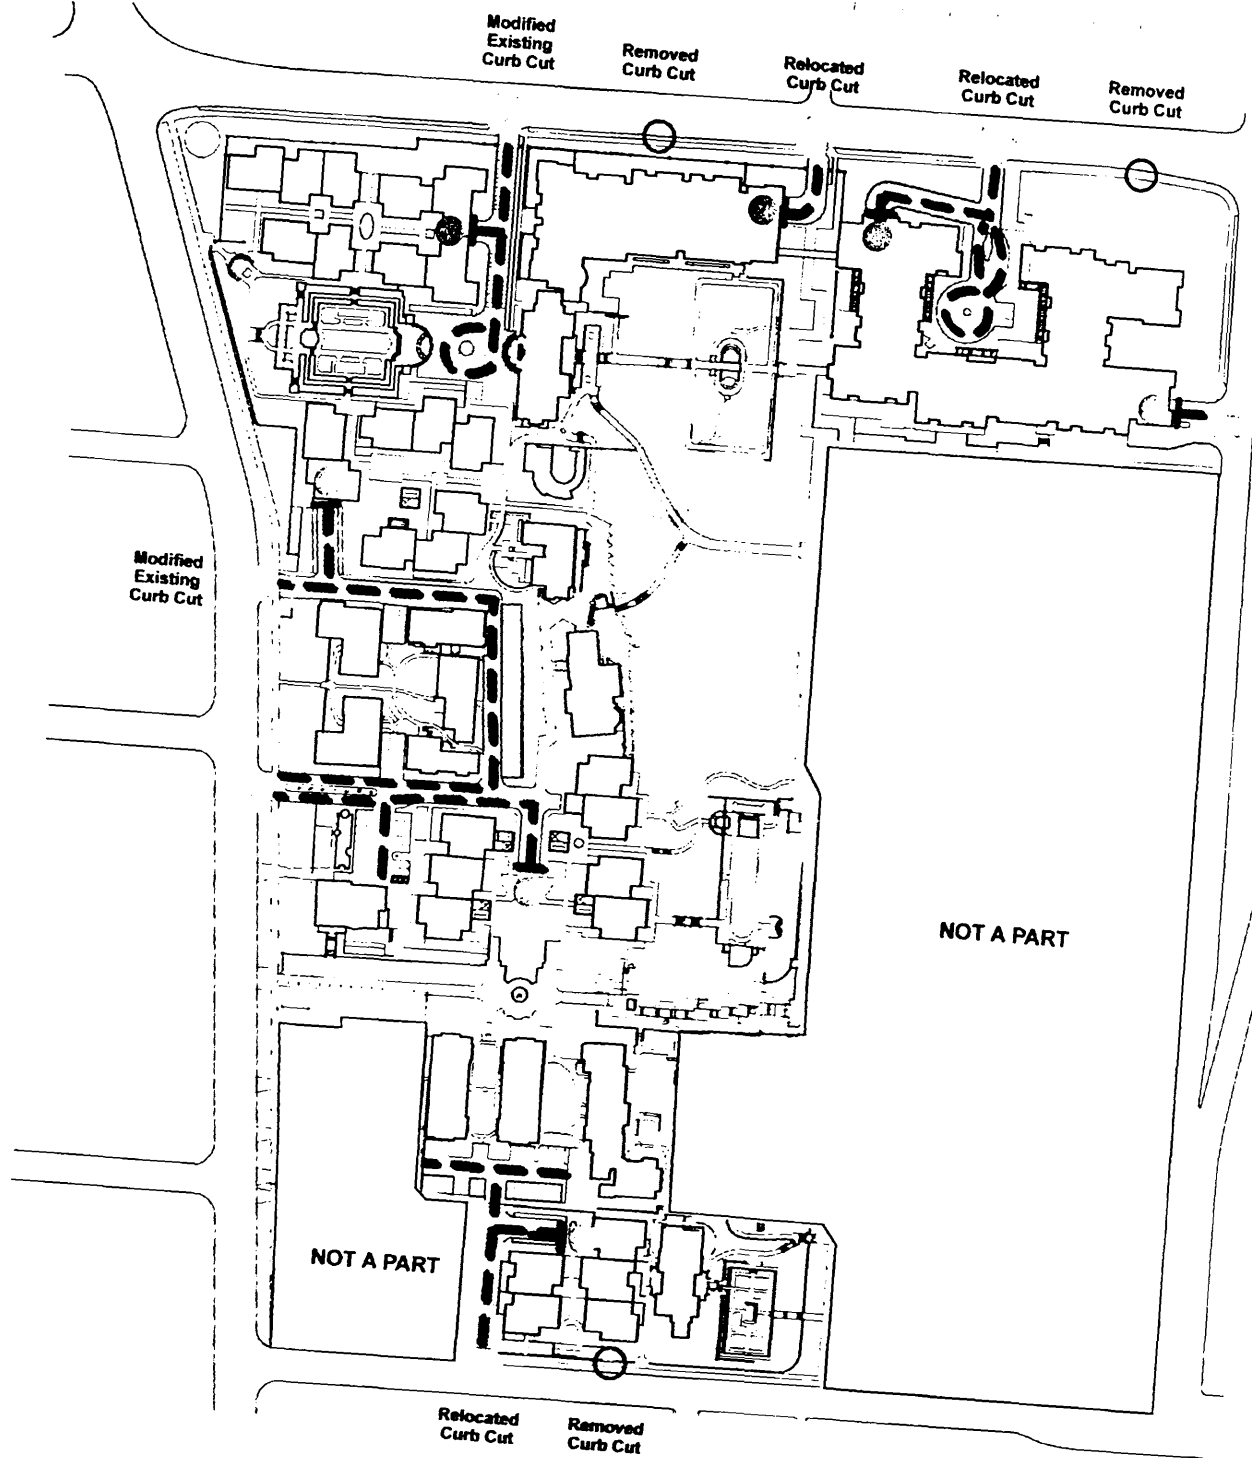 Modified
Existing
Curb Cut
Removed
Curb Cut
Relocated
Curb Cut
Relocated
Curb Cut
Removed
Curb Cut
Modified
Existing
Curb Cut
NOT A PART
NOT A PART
Relocated
Curb Cut
Removed
Curb Cut